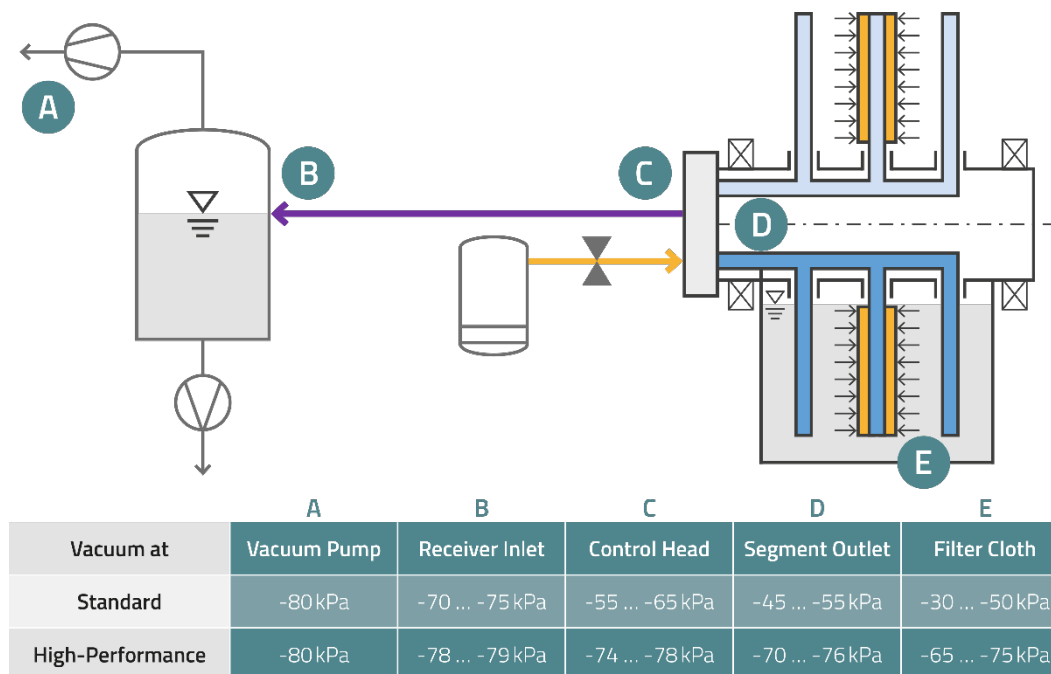 A
B
C
D
E
A B C D E
Vacuum at Vacuum Pump Receiver Inlet Control Head Segment Outlet Filter Cloth
Standard -80 kPa -70 ... -75 kPa -55 ... -65 kPa -45 ... -55 kPa -30 ... -50 kPa
High-Performance -80 kPa -78 ... -79 kPa -74 ... -78 kPa -70 ... -76 kPa -65 ... -75 kPa